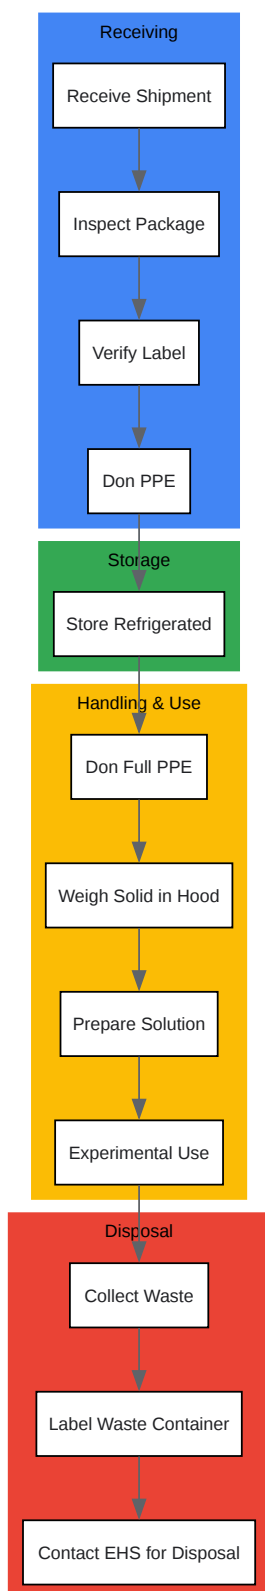 Receiving
Receive Shipment
Inspect Package
Verify Label
Don PPE
Storage
Store Refrigerated
Handling & Use
Don Full PPE
Weigh Solid in Hood
Prepare Solution
Experimental Use
Disposal
Collect Waste
Label Waste Container
Contact EHS for Disposal